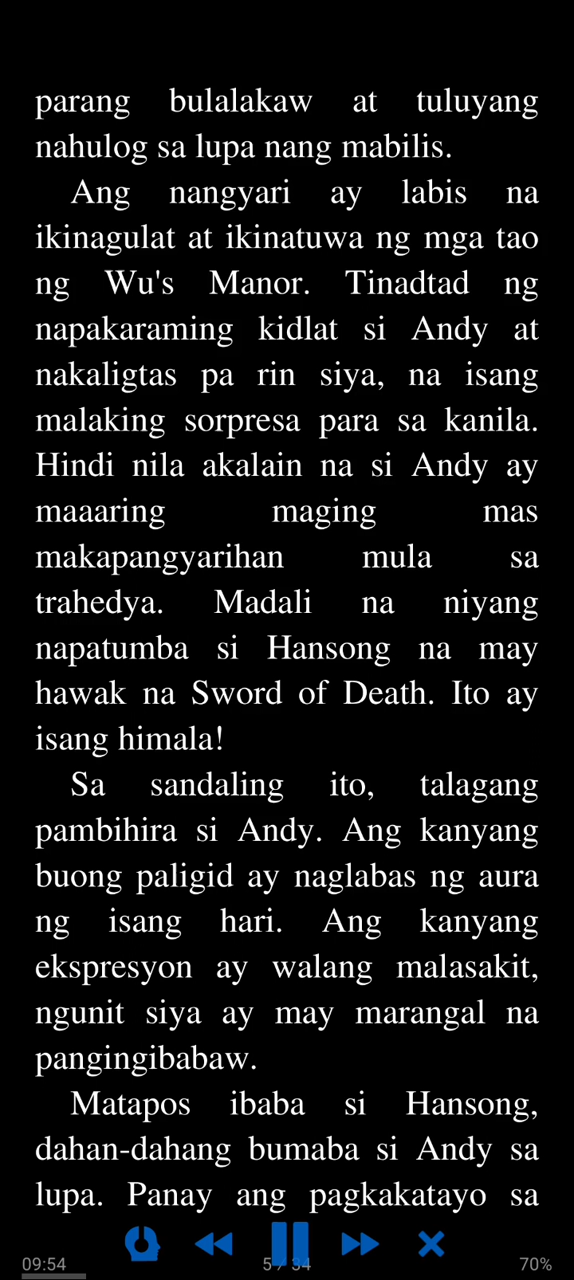 parang bulalakaw at tuluyang
nahulog sa lupa nang mabilis.
Ang nangyari ay labis na
ikinagulat at ikinatuwa ng mga tao
ng Wu's Manor. Tinadtad ng
napakaraming kidlat si Andy at
nakaligtas pa rin siya, na isang
malaking sorpresa para sa kanila.
Hindi nila akalain na si Andy ay
maaaring maging mas
makapangyarihan mula sa
trahedya. Madali na niyang
napatumba si Hansong na may
hawak na Sword of Death. Ito ay
isang himala!
Sa sandaling ito, talagang
pambihira si Andy. Ang kanyang
buong paligid ay naglabas ng aura
ng isang hari. Ang kanyang
ekspresyon ay walang malasakit,
ngunit siya ay may marangal na
pangingibabaw.
Matapos ibaba si Hansong,
dahan-dahang bumaba si Andy sa
lupa. Panay ang pagkakatayo sa
09:54 5 / 34 70%